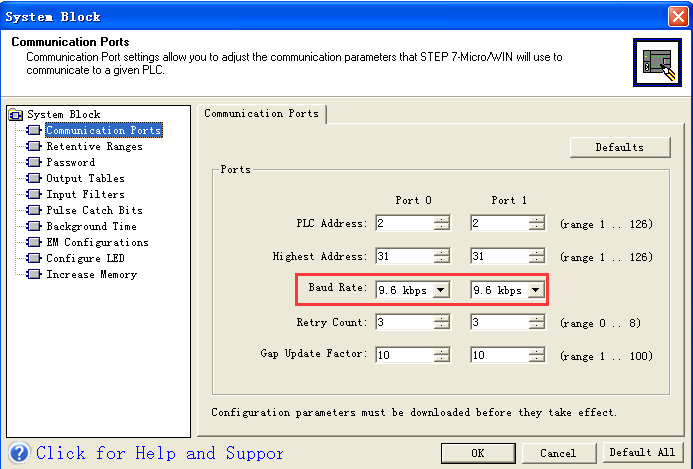 System Block
Communication Ports
Communication Port settings allow you to adjust the communication parameters that STEP 7-Micro/WIN will use to
communicate to a given PLC.
System Block
Communication Ports
Retentive Ranges
Password
Output Tables
Input Filters
Pulse Catch Bits
Background Time
EM Configurations
Configure LED
Increase Memory
Communication Ports
Defaults
Ports
Port 0 Port 1
PLC Address: 2 2 (range 1 .. 126)
Highest Address: 31 31 (range 1 .. 126)
Baud Rate: 9.6 kbps 9.6 kbps
Retry Count: 3 3 (range 0 .. 8)
Gap Update Factor: 10 10 (range 1 .. 100)
Configuration parameters must be downloaded before they take effect.
Click for Help and Suppor
OK Cancel Default All